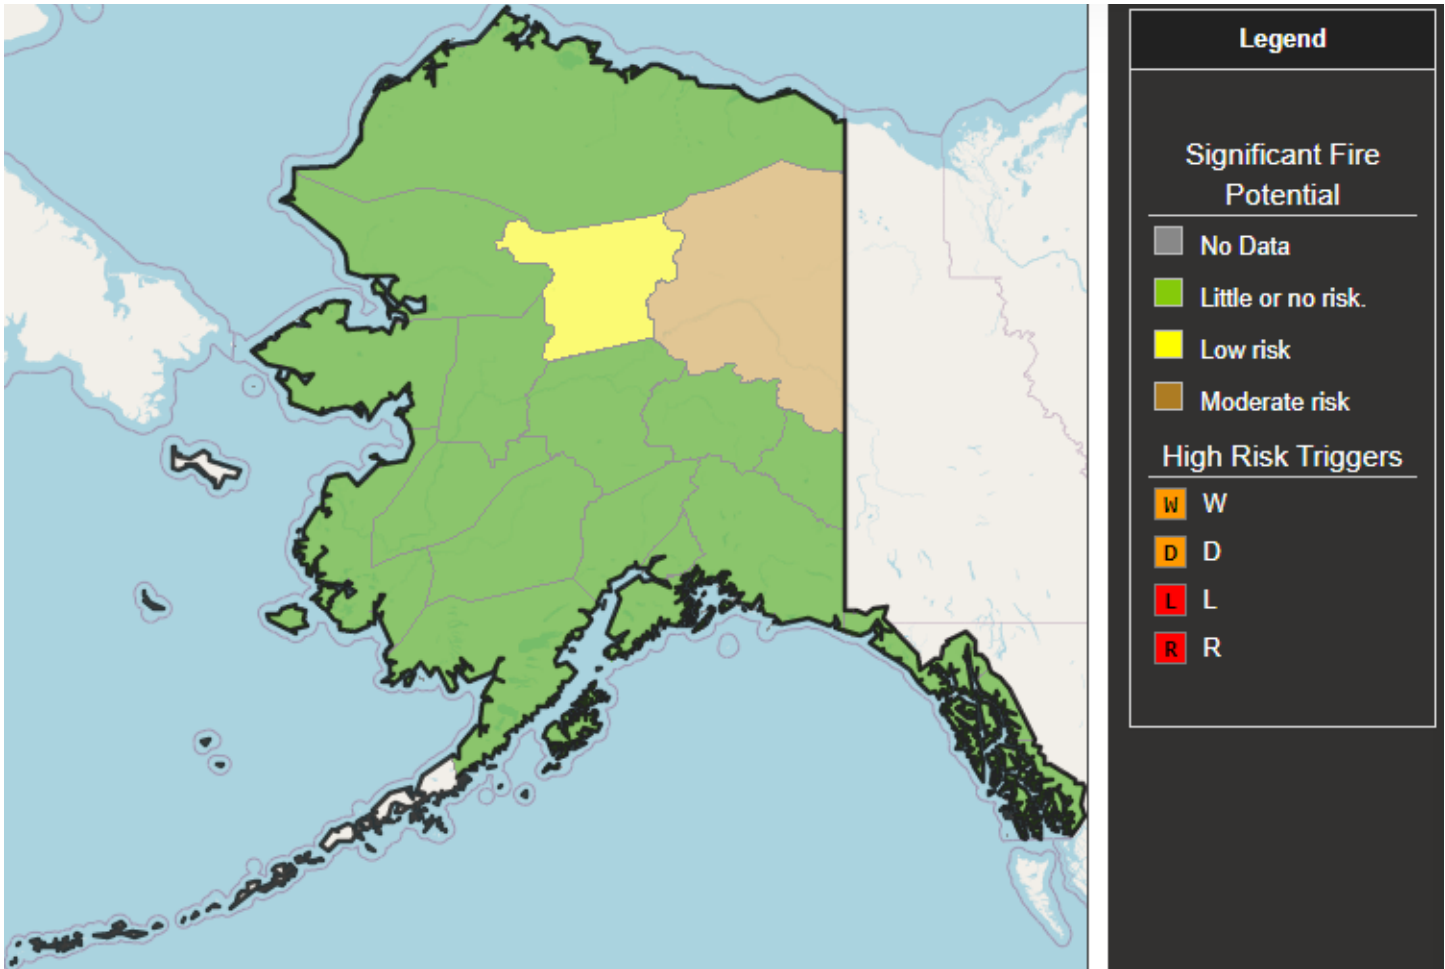 Legend
Significant Fire
Potential
No Data
Little or no risk.
Low risk
Moderate risk
High Risk Triggers
W W
D D
L L
R R